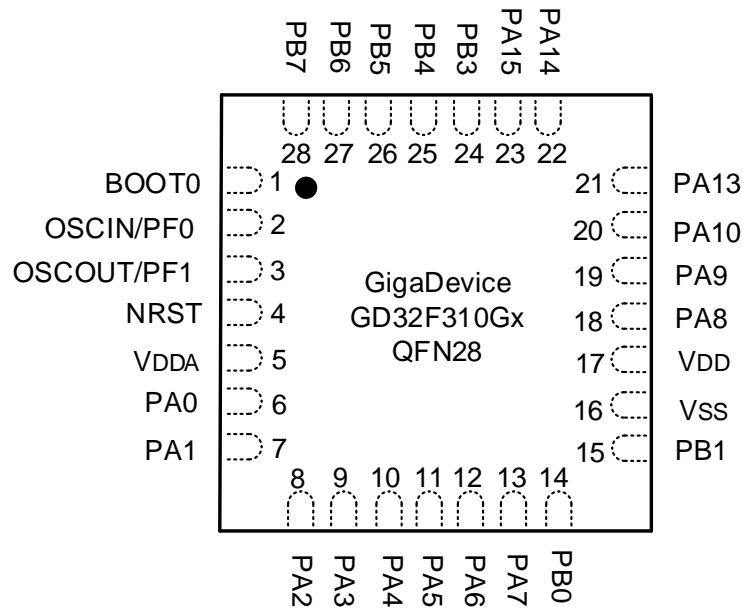 PB7 PB6 PB5 PB4 PB3 PA15 PA14
28 27 26 25 24 23 22
BOOT0 1
OSCIN/PF0 2
OSCOUT/PF1 3
NRST 4
VDDA 5
PA0 6
PA1 7
GigaDevice
GD32F310Gx
QFN28
21 PA13
20 PA10
19 PA9
18 PA8
17 VDD
16 VSS
15 PB1
8 9 10 11 12 13 14
PA2 PA3 PA4 PA5 PA6 PA7 PB0